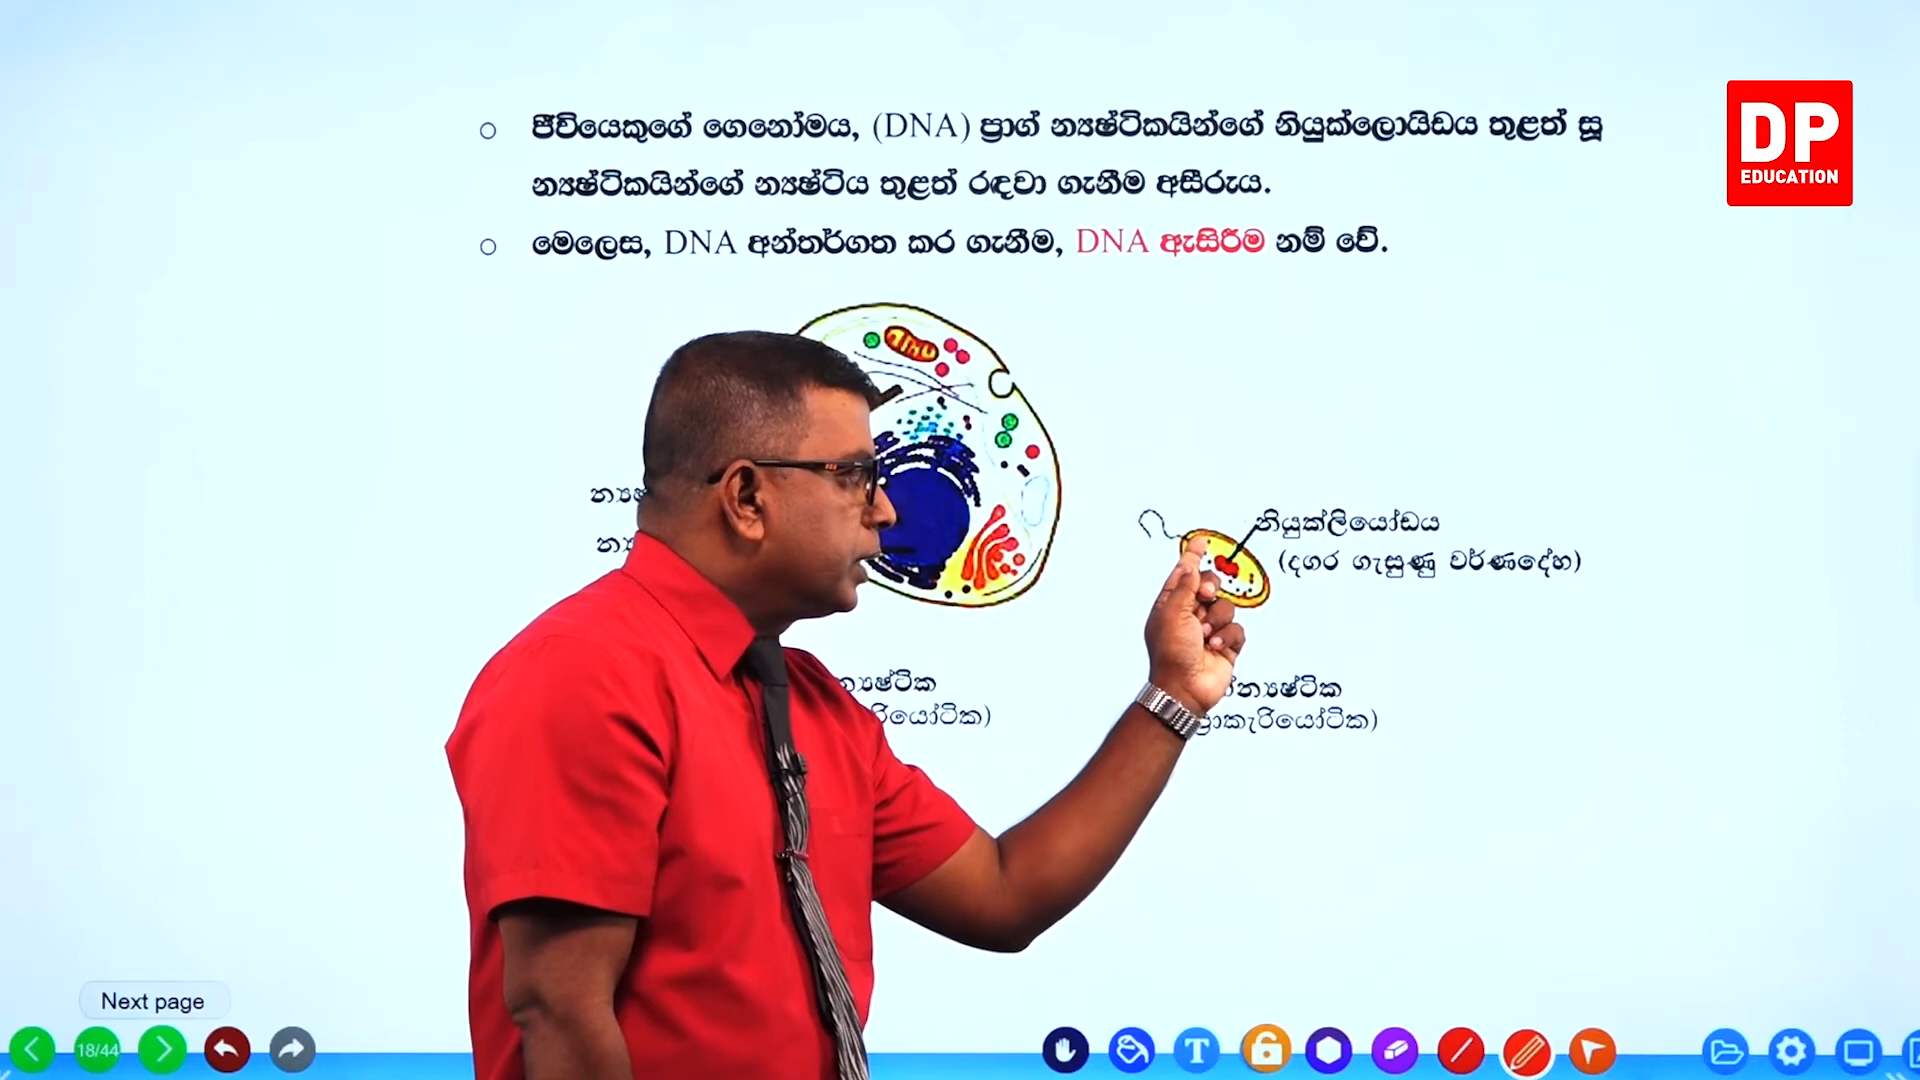 ජීවියෙකුගේ ගෙනෝමය, (DNA) ප්‍රාග් න්‍යෂ්ටිකයින්ගේ නියුක්ලොයිඩය තුළත් සූ
න්‍යෂ්ටිකයින්ගේ න්‍යෂ්ටිය තුළත් රඳවා ගැනීම අසීරුය.
මෙලෙස, DNA අන්තර්ගත කර ගැනීම, DNA ඇසිරීම නම් වේ.
DP
EDUCATION
නියුක්ලියෝඩය
(දගර ගැසුණු වර්ණදේහ)
Next page
18/44